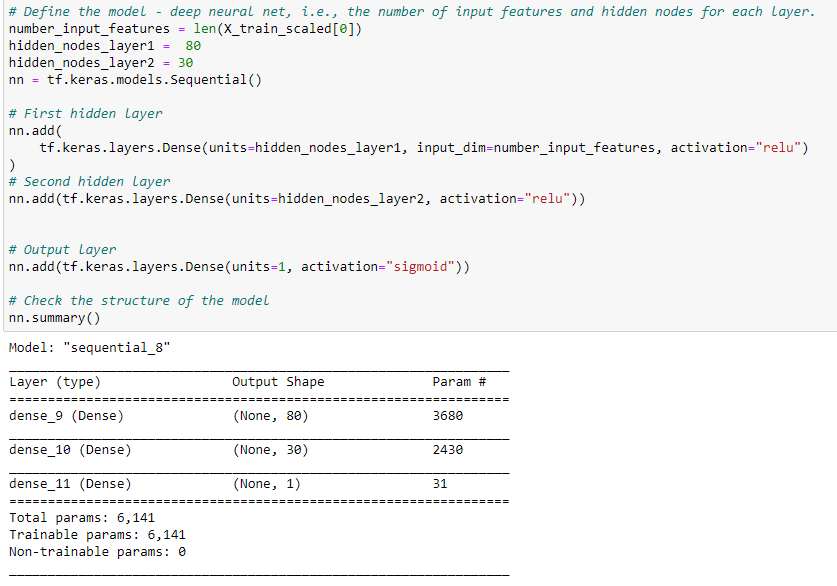 # Define the model - deep neural net, i.e., the number of input features and hidden nodes for each layer.
number_input_features = len(X_train_scaled[0])
hidden_nodes_layer1 =  80
hidden_nodes_layer2 = 30
nn = tf.keras.models.Sequential()
# First hidden layer
nn.add(
    tf.keras.layers.Dense(units=hidden_nodes_layer1, input_dim=number_input_features, activation="relu")
)
# Second hidden layer
nn.add(tf.keras.layers.Dense(units=hidden_nodes_layer2, activation="relu"))
# Output layer
nn.add(tf.keras.layers.Dense(units=1, activation="sigmoid"))
# Check the structure of the model
nn.summary()
Model: "sequential_8"
Layer (type) Output Shape Param #
dense_9 (Dense) (None, 80) 3680
dense_10 (Dense) (None, 30) 2430
dense_11 (Dense) (None, 1) 31
Total params: 6,141
Trainable params: 6,141
Non-trainable params: 0